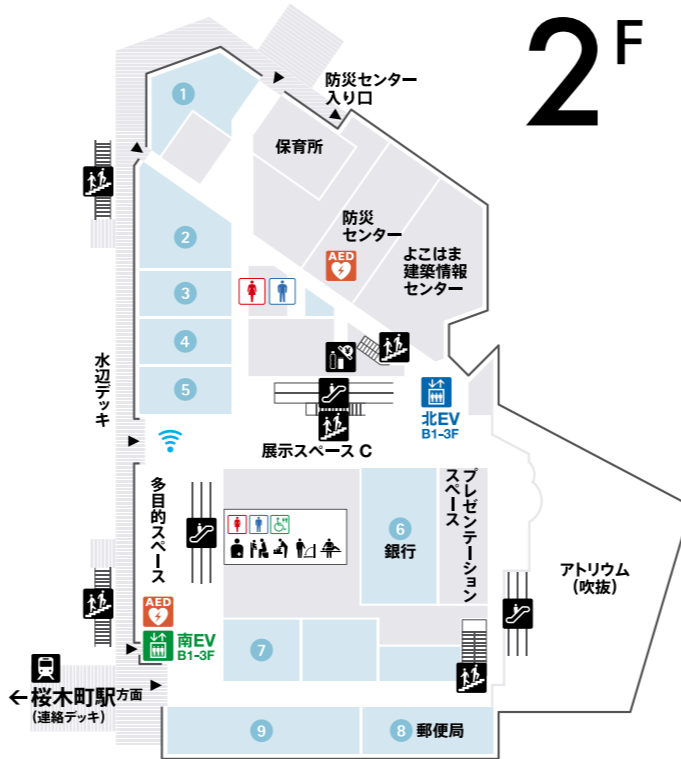 2F
防災センター
入り口
1
保育所
防災
センター
AED
よこはま
建築情報
センター
2
3
4
5
水辺デッキ
北EV
B1-3F
展示スペース C
多目的スペース
プレゼンテーション
スペース
6
銀行
アトリウム
(吹抜)
AED
南EV
B1-3F
7
←桜木町駅方面
(連絡デッキ)
9
8 郵便局